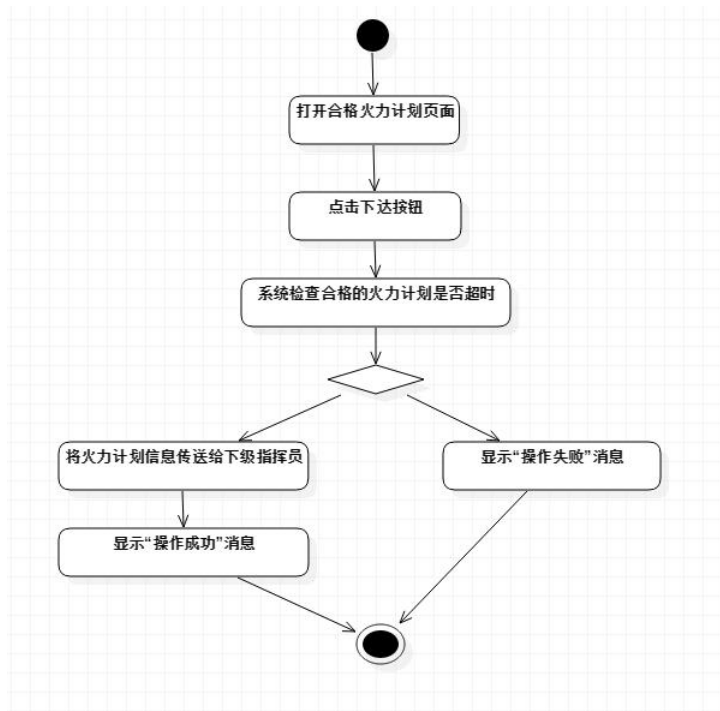 打开合格火力计划页面
点击下达按钮
系统检查合格的火力计划是否超时
将火力计划信息传送给下级指挥员
显示“操作失败”消息
显示“操作成功”消息